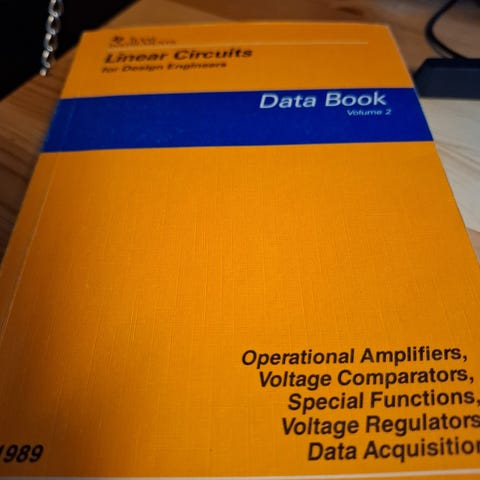 Linear Circuits
for Design Engineers
Data Book
Volume 2
Operational Amplifiers,
Voltage Comparators,
Special Functions,
Voltage Regulators
Data Acquisition
1989